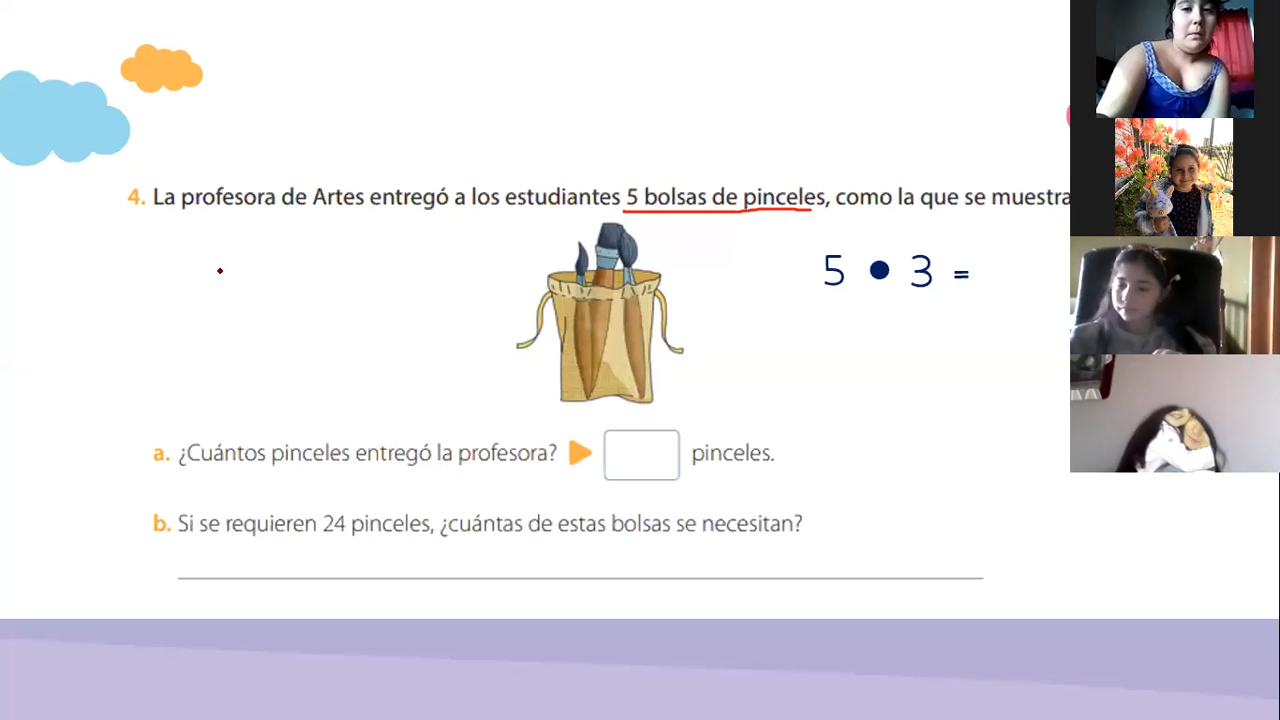 4. La profesora de Artes entregó a los estudiantes 5 bolsas de pinceles, como la que se muestra
5 • 3 =
a. ¿Cuántos pinceles entregó la profesora? pinceles.
b. Si se requieren 24 pinceles, ¿cuántas de estas bolsas se necesitan?